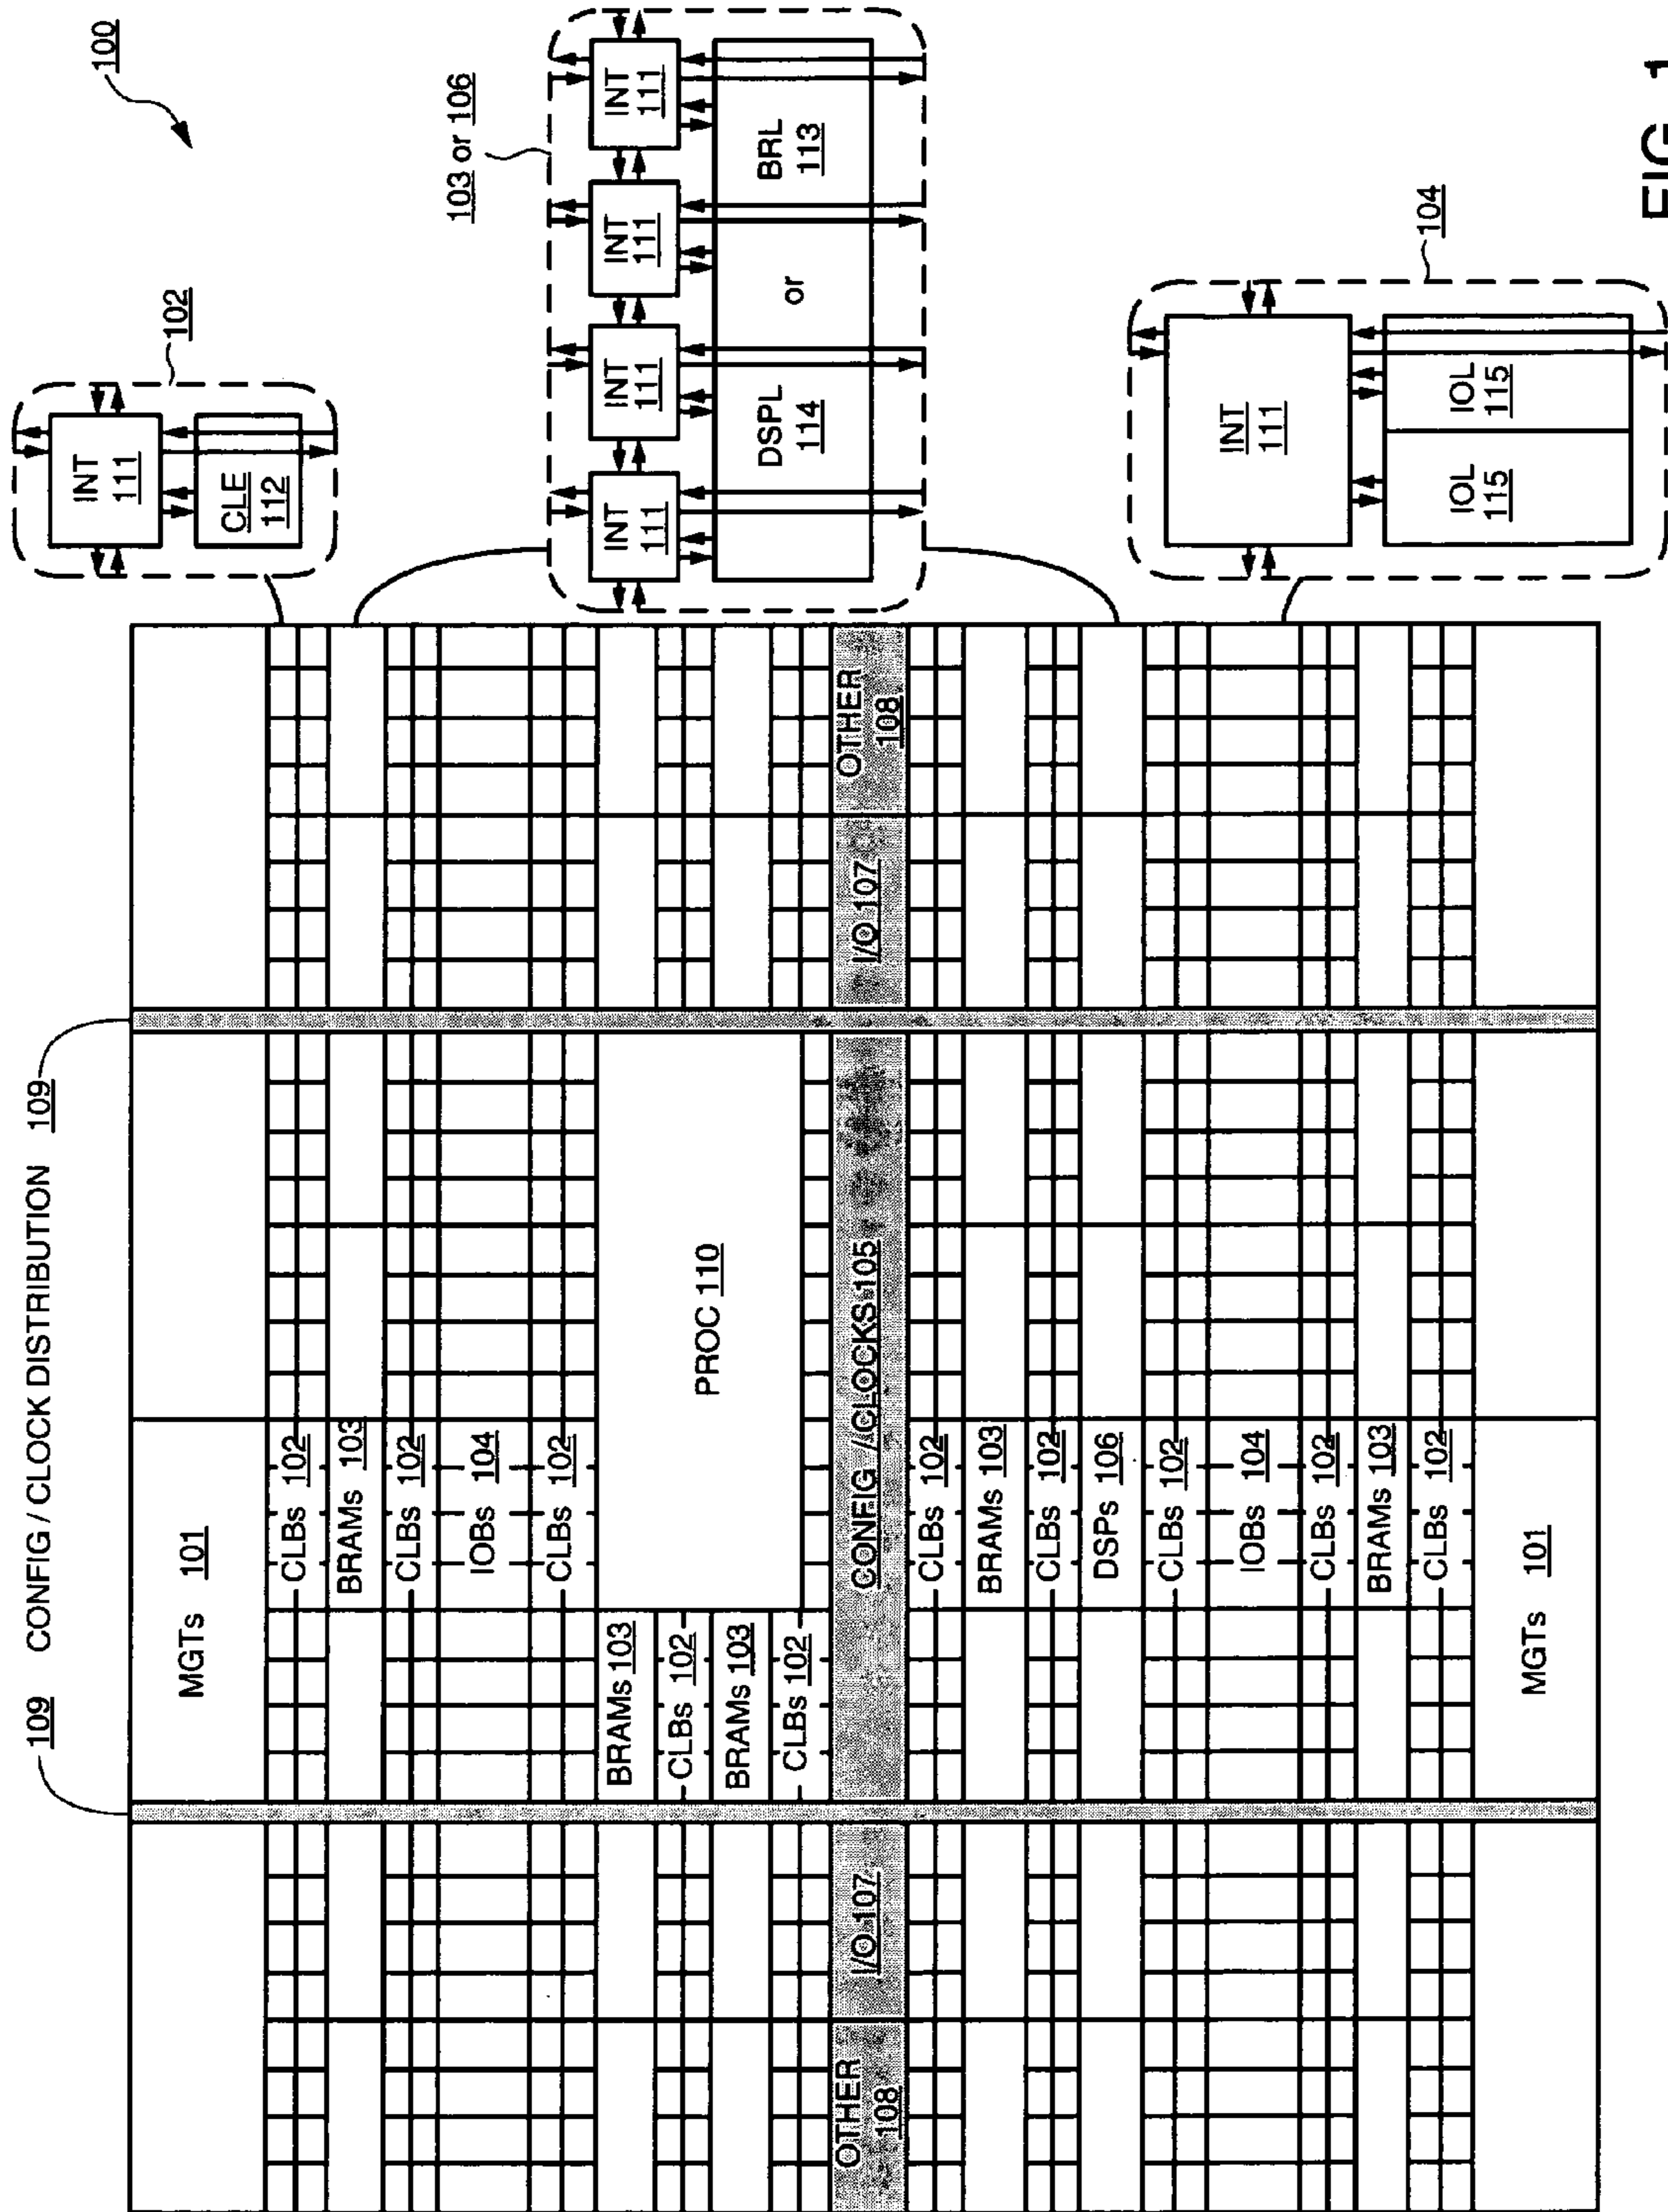 100
102
INT
111
CLE
112
103 or 106
INT
111
INT
111
INT
111
INT
111
DSPL
114
or
BRL
113
104
INT
111
IOL
115
IOL
115
109 CONFIG / CLOCK DISTRIBUTION 109
MGTs 101
CLBs 102
BRAMs 103
CLBs 102
IOBs 104
CLBs 102
BRAMs 103
CLBs 102
BRAMs 103
CLBs 102
PROC 110
OTHER
108
I/O 107
CONFIG / CLOCKS 105
I/O 107
OTHER
108
CLBs 102
BRAMs 103
CLBs 102
DSPs 106
CLBs 102
IOBs 104
CLBs 102
BRAMs 103
CLBs 102
MGTs 101
FIG. 1